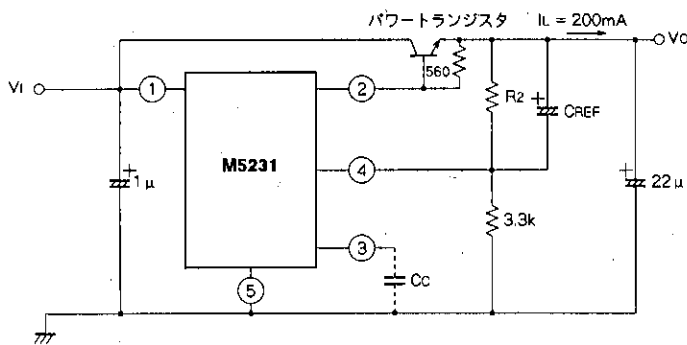 パワートランジスタ IL = 200mA
VO
560
VI
1
2
R2
+
CREF
M5231
4
+
1μ
+
22μ
3.3k
3
CC
5